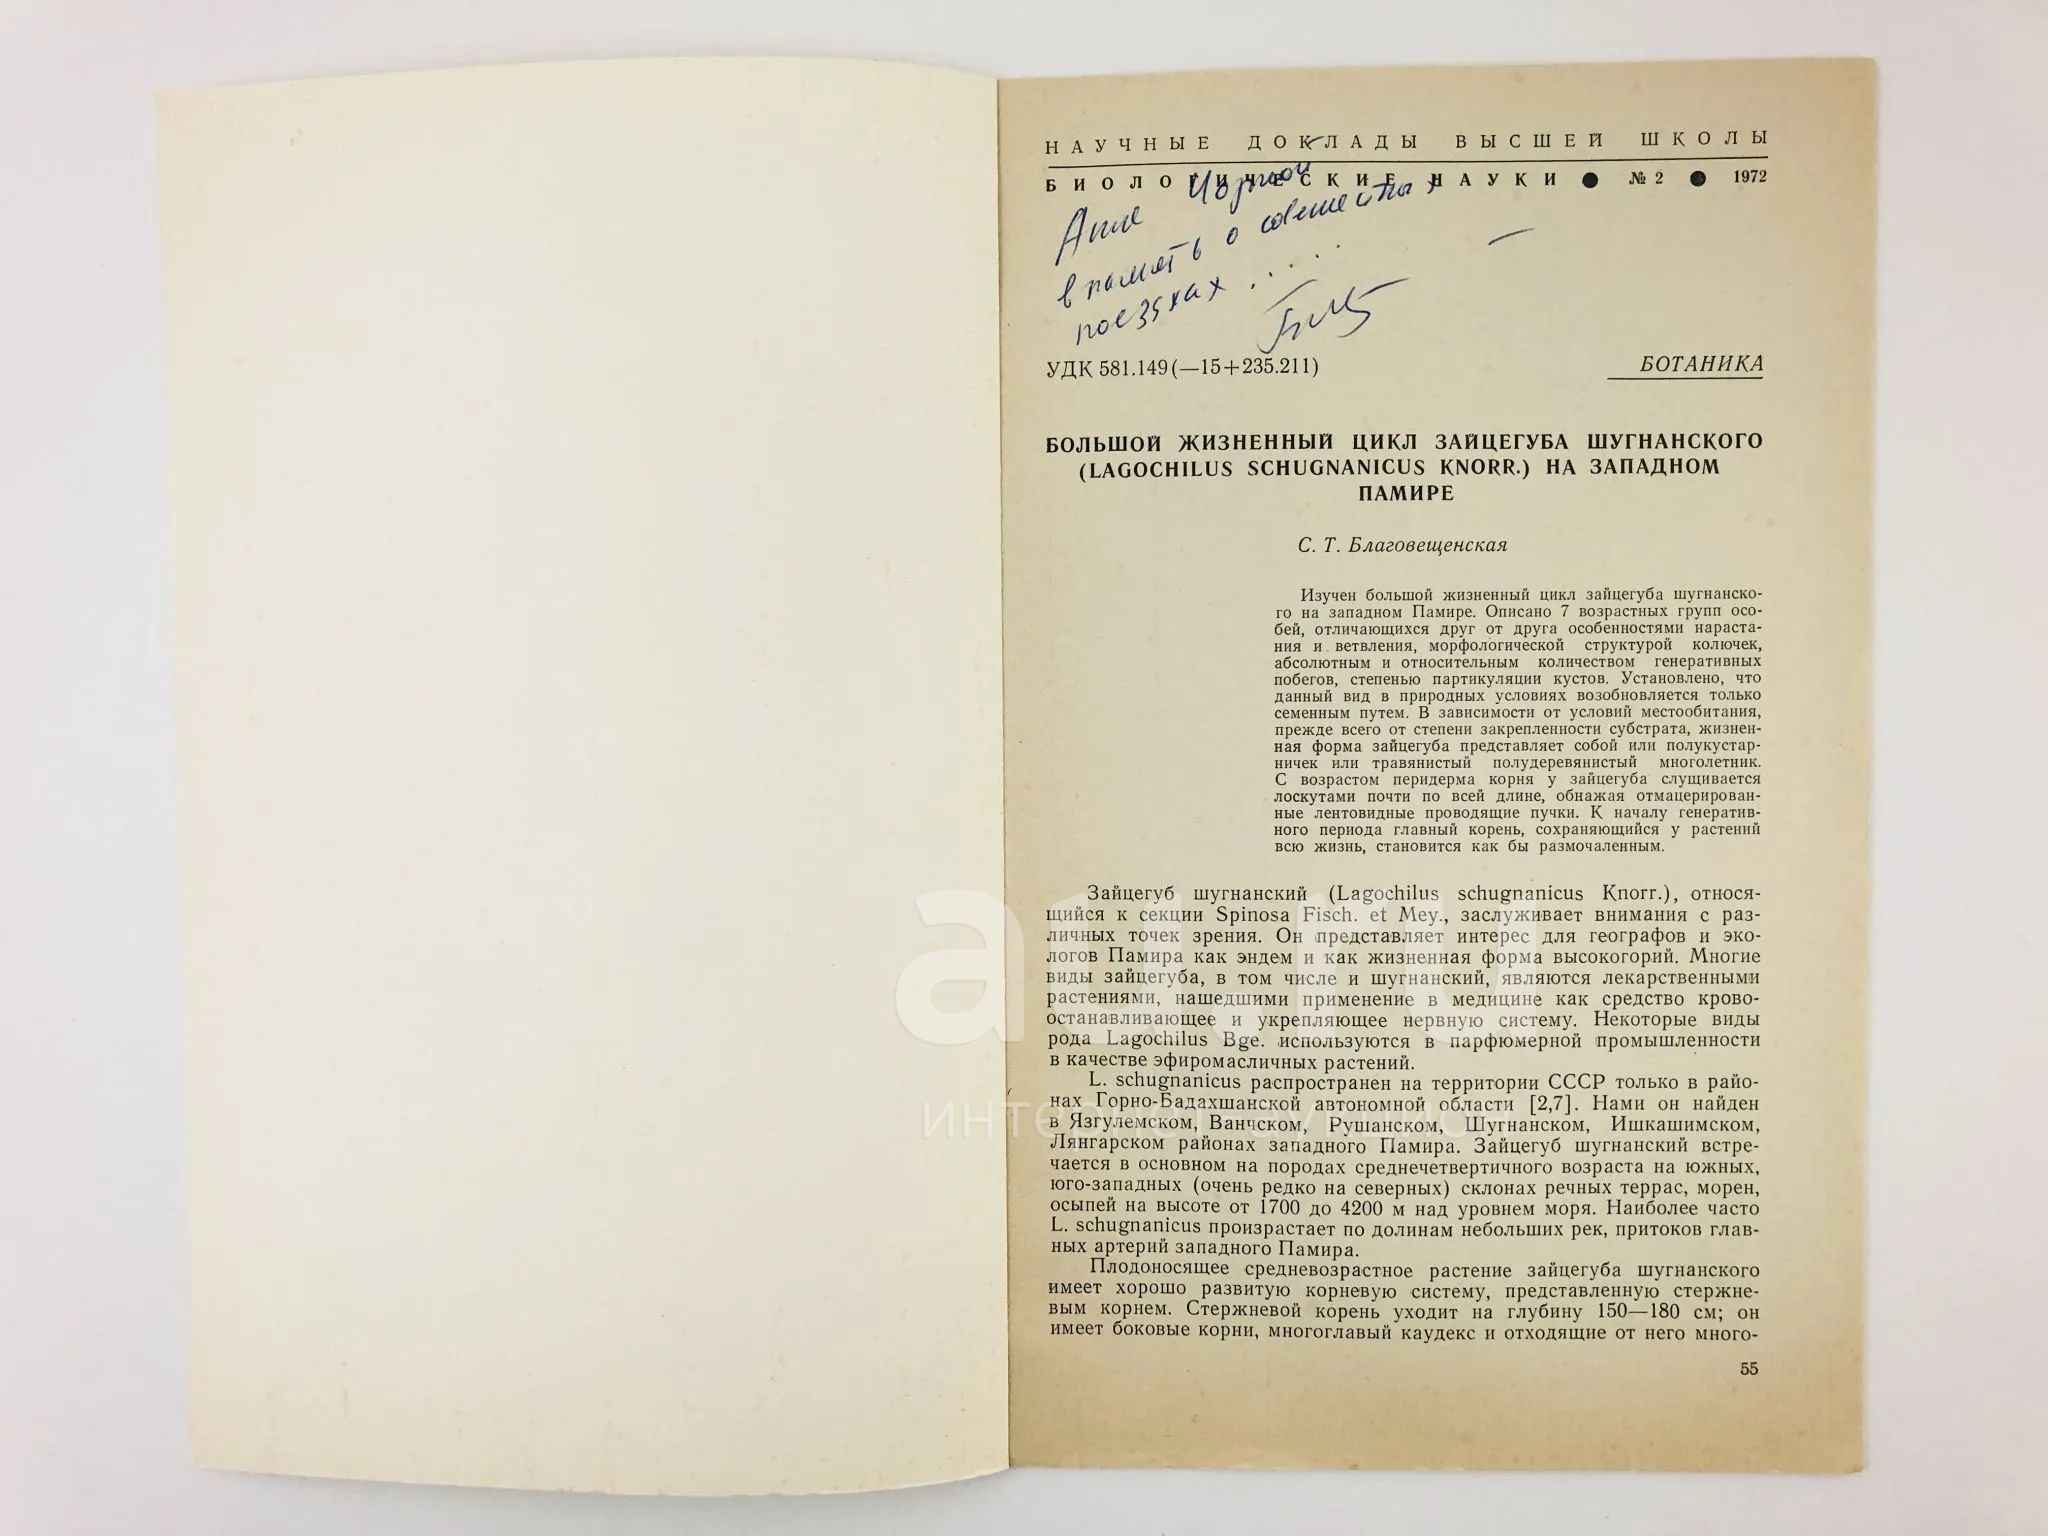 НАУЧНЫЕ ДОКЛАДЫ ВЫСШЕЙ ШКОЛЫ
БИОЛОГИЧЕСКИЕ НАУКИ ● № 2 ● 1972
Анне Чорной
в память о совместных
поездках . . . .
УДК 581.149(—15+235.211)
БОТАНИКА
БОЛЬШОЙ ЖИЗНЕННЫЙ ЦИКЛ ЗАЙЦЕГУБА ШУГНАНСКОГО
(LAGOCHILUS SCHUGNANICUS KNORR.) НА ЗАПАДНОМ
ПАМИРЕ
С. Т. Благовещенская
Изучен большой жизненный цикл зайцегуба шугнанско-
го на западном Памире. Описано 7 возрастных групп осо-
бей, отличающихся друг от друга особенностями нараста-
ния и ветвления, морфологической структурой колючек,
абсолютным и относительным количеством генеративных
побегов, степенью партикуляции кустов. Установлено, что
данный вид в природных условиях возобновляется только
семенным путем. В зависимости от условий местообитания,
прежде всего от степени закрепленности субстрата, жизнен-
ная форма зайцегуба представляет собой или полукустар-
ничек или травянистый полудеревянистый многолетник.
С возрастом перидерма корня у зайцегуба слущивается
лоскутами почти по всей длине, обнажая отмацерирован-
ные лентовидные проводящие пучки. К началу генератив-
ного периода главный корень, сохраняющийся у растений
всю жизнь, становится как бы размочаленным.
Зайцегуб шугнанский (Lagochilus schugnanicus Knorr.), относя-
щийся к секции Spinosa Fisch. et Mey., заслуживает внимания с раз-
личных точек зрения. Он представляет интерес для географов и эко-
логов Памира как эндем и как жизненная форма высокогорий. Многие
виды зайцегуба, в том числе и шугнанский, являются лекарственными
растениями, нашедшими применение в медицине как средство крово-
останавливающее и укрепляющее нервную систему. Некоторые виды
рода Lagochilus Bge. используются в парфюмерной промышленности
в качестве эфиромасличных растений.
L. schugnanicus распространен на территории СССР только в райо-
нах Горно-Бадахшанской автономной области [2,7]. Нами он найден
в Язгулемском, Ванчском, Рушанском, Шугнанском, Ишкашимском,
Лянгарском районах западного Памира. Зайцегуб шугнанский встре-
чается в основном на породах среднечетвертичного возраста на южных,
юго-западных (очень редко на северных) склонах речных террас, морен,
осыпей на высоте от 1700 до 4200 м над уровнем моря. Наиболее часто
L. schugnanicus произрастает по долинам небольших рек, притоков глав-
ных артерий западного Памира.
Плодоносящее средневозрастное растение зайцегуба шугнанского
имеет хорошо развитую корневую систему, представленную стержне-
вым корнем. Стержневой корень уходит на глубину 150—180 см; он
имеет боковые корни, многоглавый каудекс и отходящие от него много-
55
au.ru
интернет-аукцион